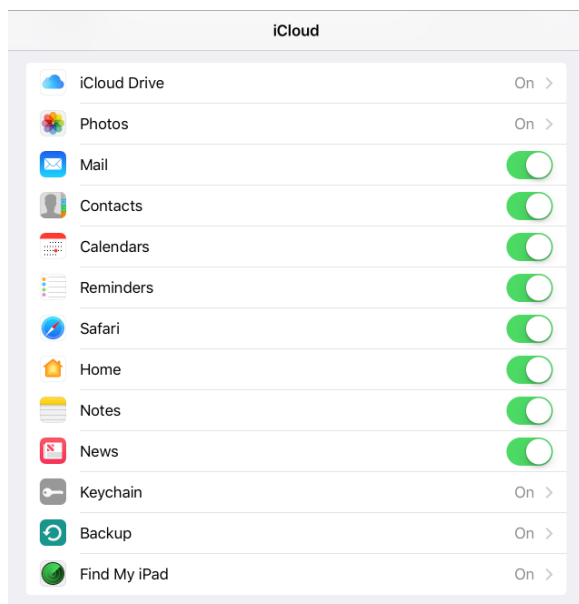 iCloud
iCloud Drive On
Photos On
Mail
Contacts
Calendars
Reminders
Safari
Home
Notes
News
Keychain On
Backup On
Find My iPad On